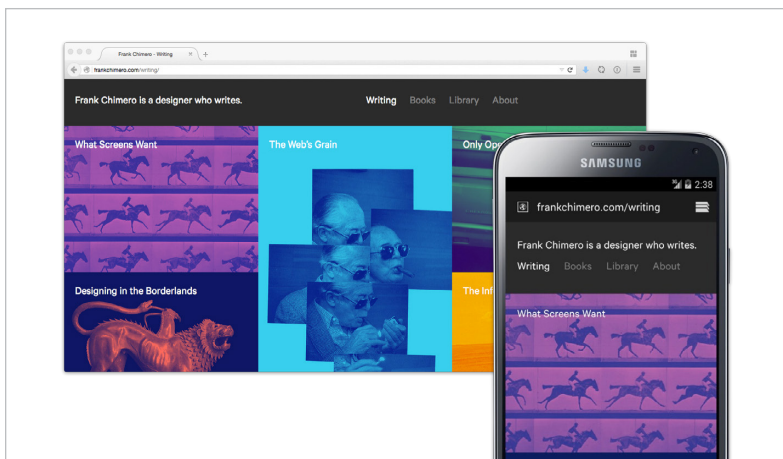 Frank Chimero - Writing
frankchimero.com/writing/
Frank Chimero is a designer who writes.
Writing Books Library About
What Screens Want
The Web's Grain
Only
Designing in the Borderlands
The
SAMSUNG
3G 2:38
frankchimero.com/writing
Frank Chimero is a designer who writes.
Writing Books Library About
What Screens Want